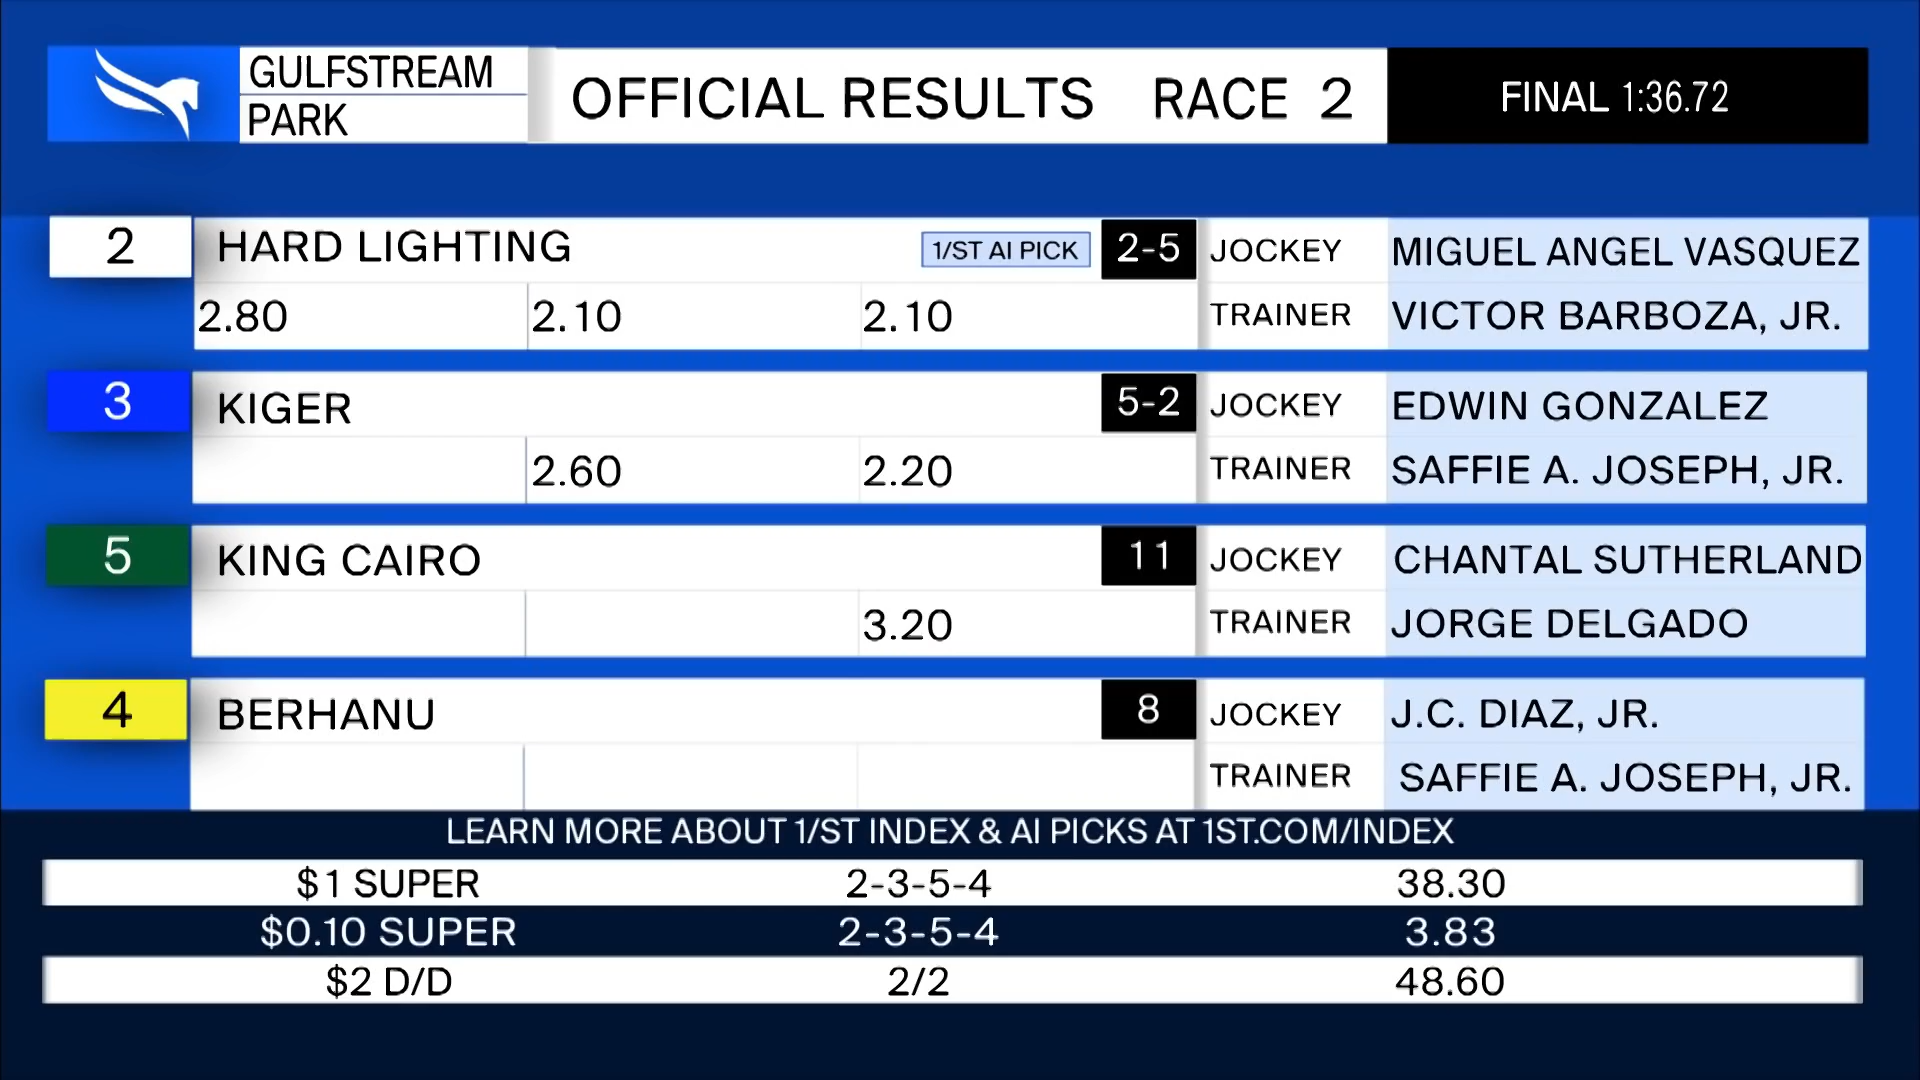 GULFSTREAM
PARK
OFFICIAL RESULTS RACE 2
FINAL 1:36.72
2 HARD LIGHTING 1/ST AI PICK 2-5 JOCKEY MIGUEL ANGEL VASQUEZ
2.80 2.10 2.10 TRAINER VICTOR BARBOZA, JR.
3 KIGER 5-2 JOCKEY EDWIN GONZALEZ
2.60 2.20 TRAINER SAFFIE A. JOSEPH, JR.
5 KING CAIRO 11 JOCKEY CHANTAL SUTHERLAND
3.20 TRAINER JORGE DELGADO
4 BERHANU 8 JOCKEY J.C. DIAZ, JR.
TRAINER SAFFIE A. JOSEPH, JR.
LEARN MORE ABOUT 1/ST INDEX & AI PICKS AT 1ST.COM/INDEX
$1 SUPER 2-3-5-4 38.30
$0.10 SUPER 2-3-5-4 3.83
$2 D/D 2/2 48.60